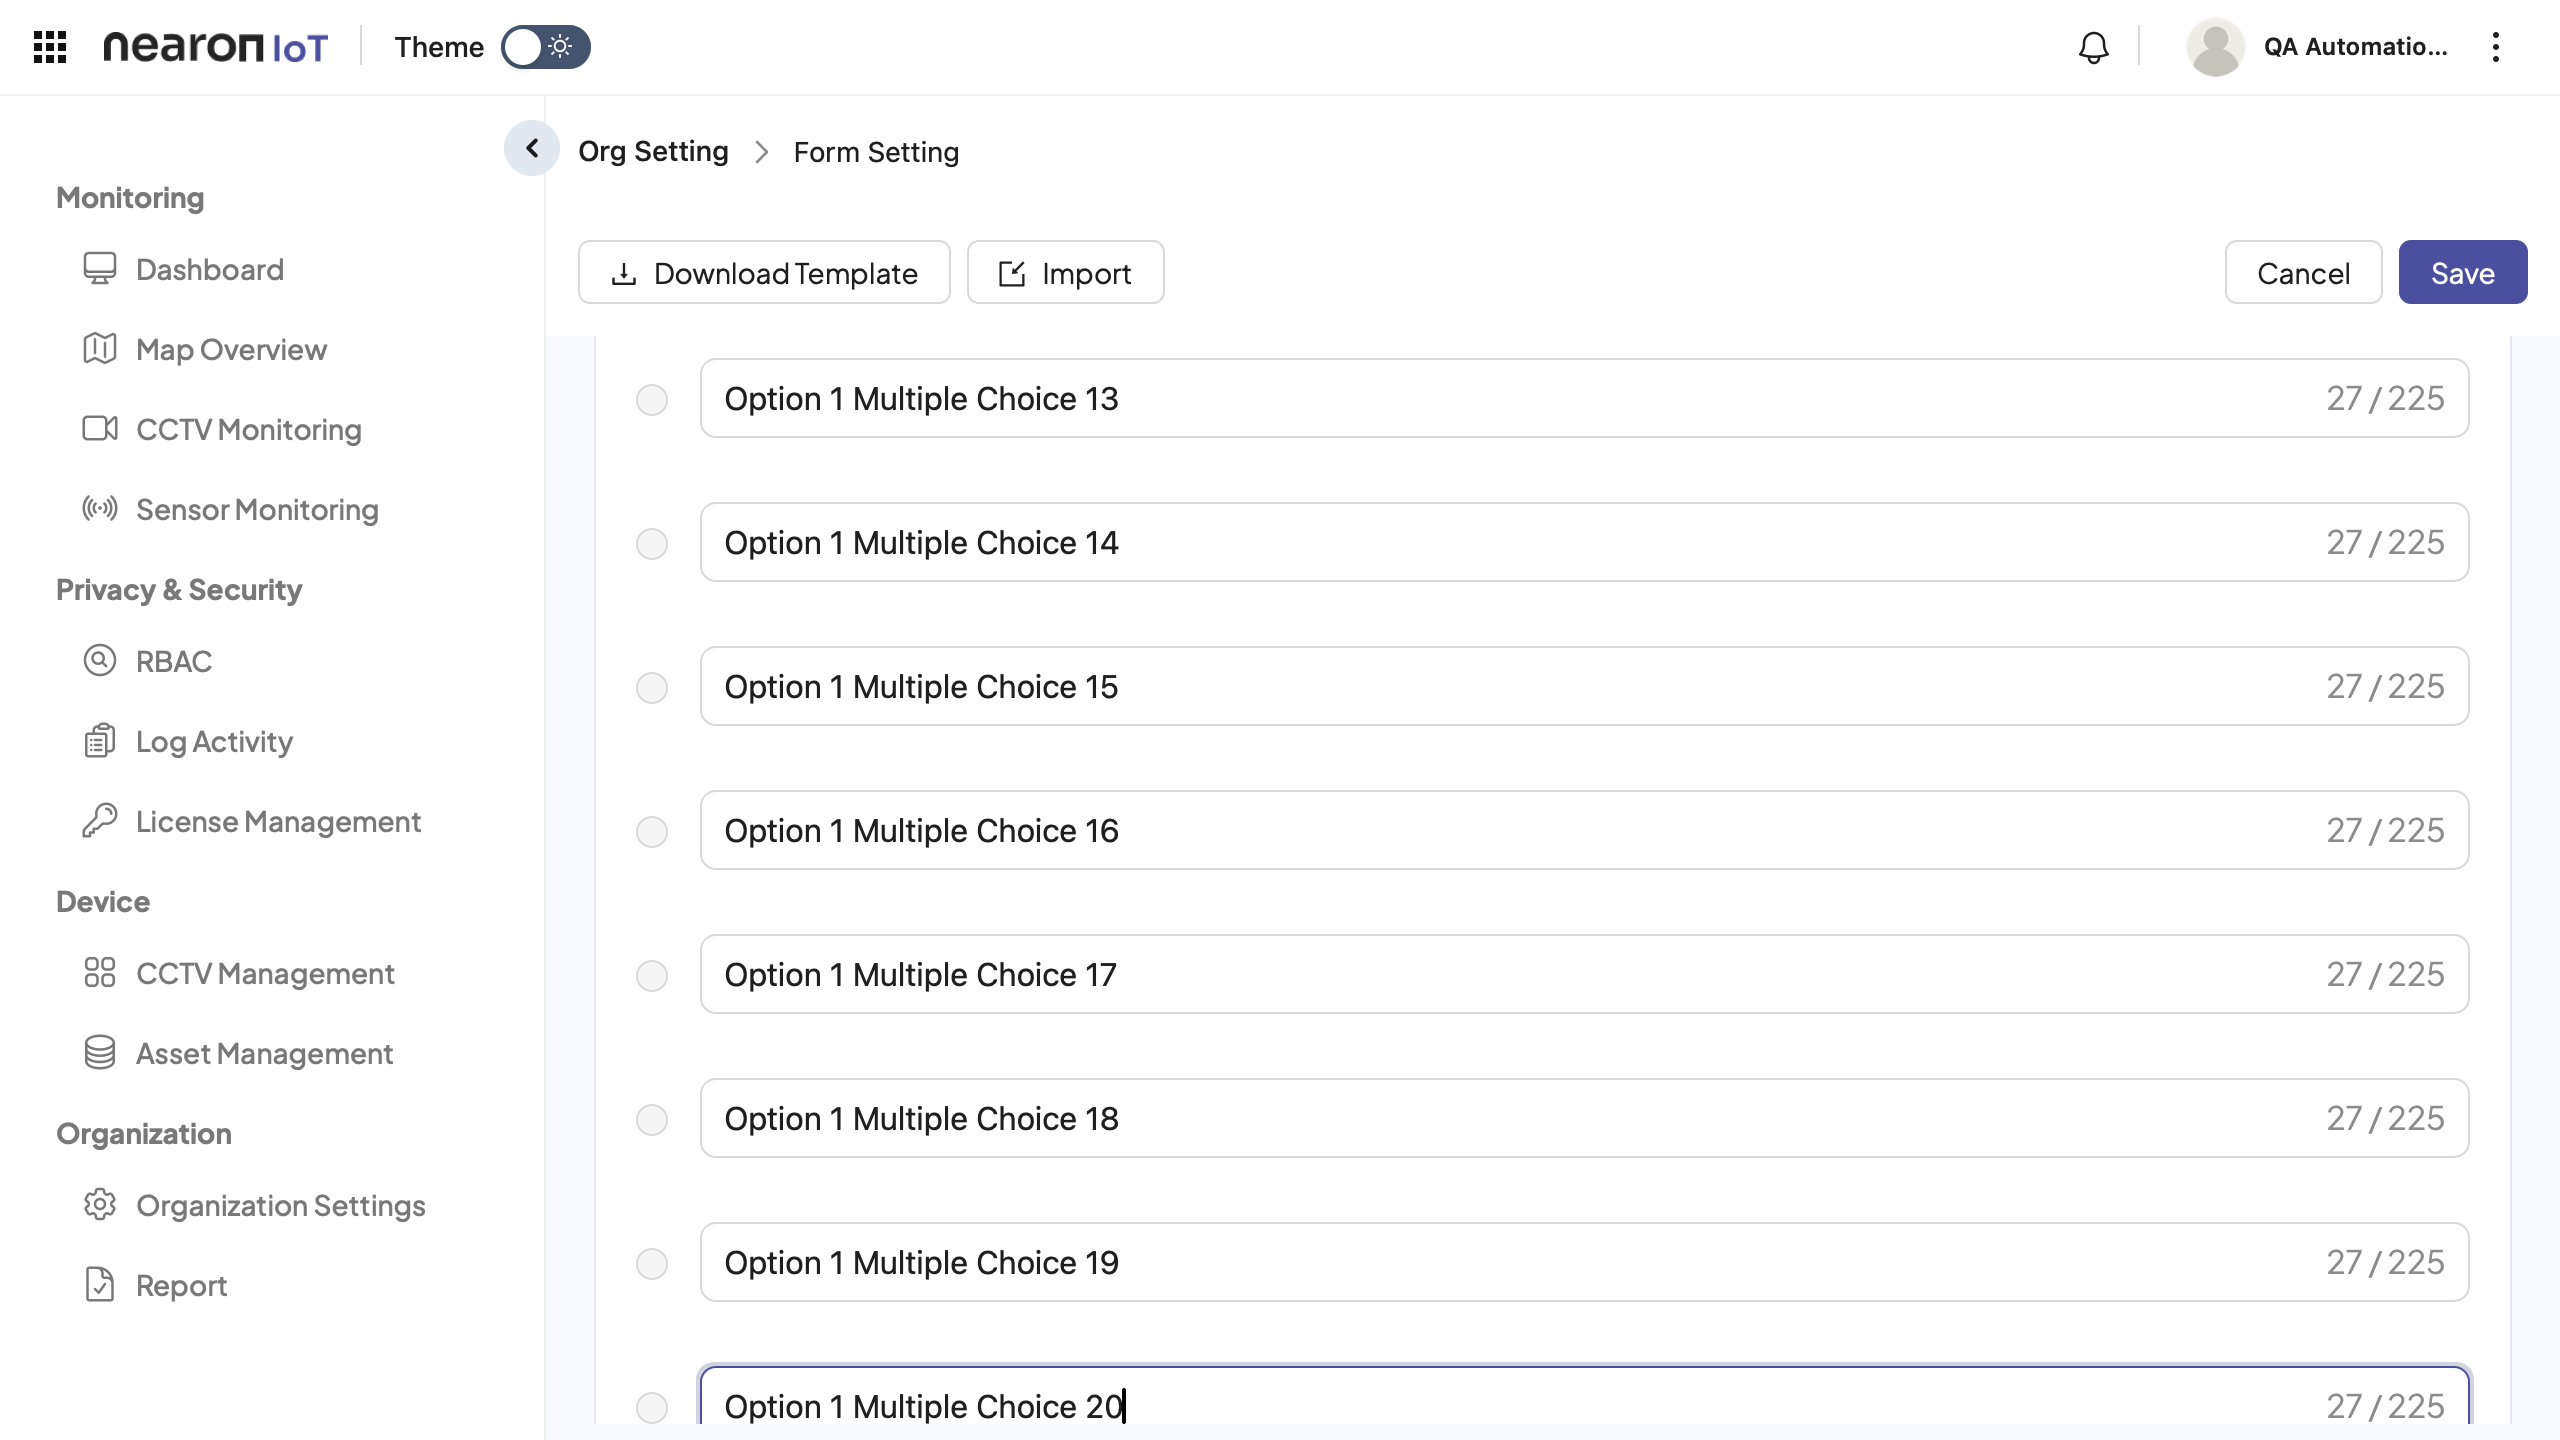 nearon IoT
Theme
QA Automatio...
Org Setting > Form Setting
Monitoring
Dashboard
Map Overview
CCTV Monitoring
Sensor Monitoring
Privacy & Security
RBAC
Log Activity
License Management
Device
CCTV Management
Asset Management
Organization
Organization Settings
Report
Download Template
Import
Cancel
Save
Option 1 Multiple Choice 13 27 / 225
Option 1 Multiple Choice 14 27 / 225
Option 1 Multiple Choice 15 27 / 225
Option 1 Multiple Choice 16 27 / 225
Option 1 Multiple Choice 17 27 / 225
Option 1 Multiple Choice 18 27 / 225
Option 1 Multiple Choice 19 27 / 225
Option 1 Multiple Choice 20 27 / 225